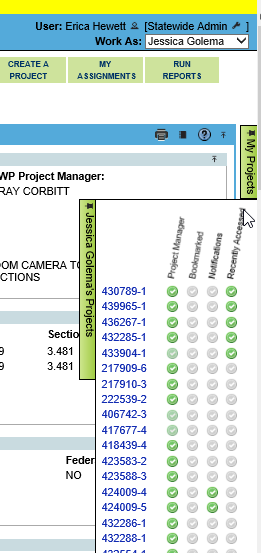 User: Erica Hewett [Statewide Admin ]
Work As: Jessica Golema
CREATE A PROJECT
MY ASSIGNMENTS
RUN REPORTS
My Projects
WP Project Manager:
RAY CORBITT
OOM CAMERA TO
CTIONS
Sectio
9 3.481
9 3.481
Feder
NO
Jessica Golema's Projects
Project Manager
Bookmarked
Notifications
Recently Accessed
430789-1
439965-1
436267-1
432285-1
433904-1
217909-6
217910-3
222539-2
406742-3
417677-4
418439-4
423583-2
423588-3
424009-4
424009-5
432286-1
432288-1